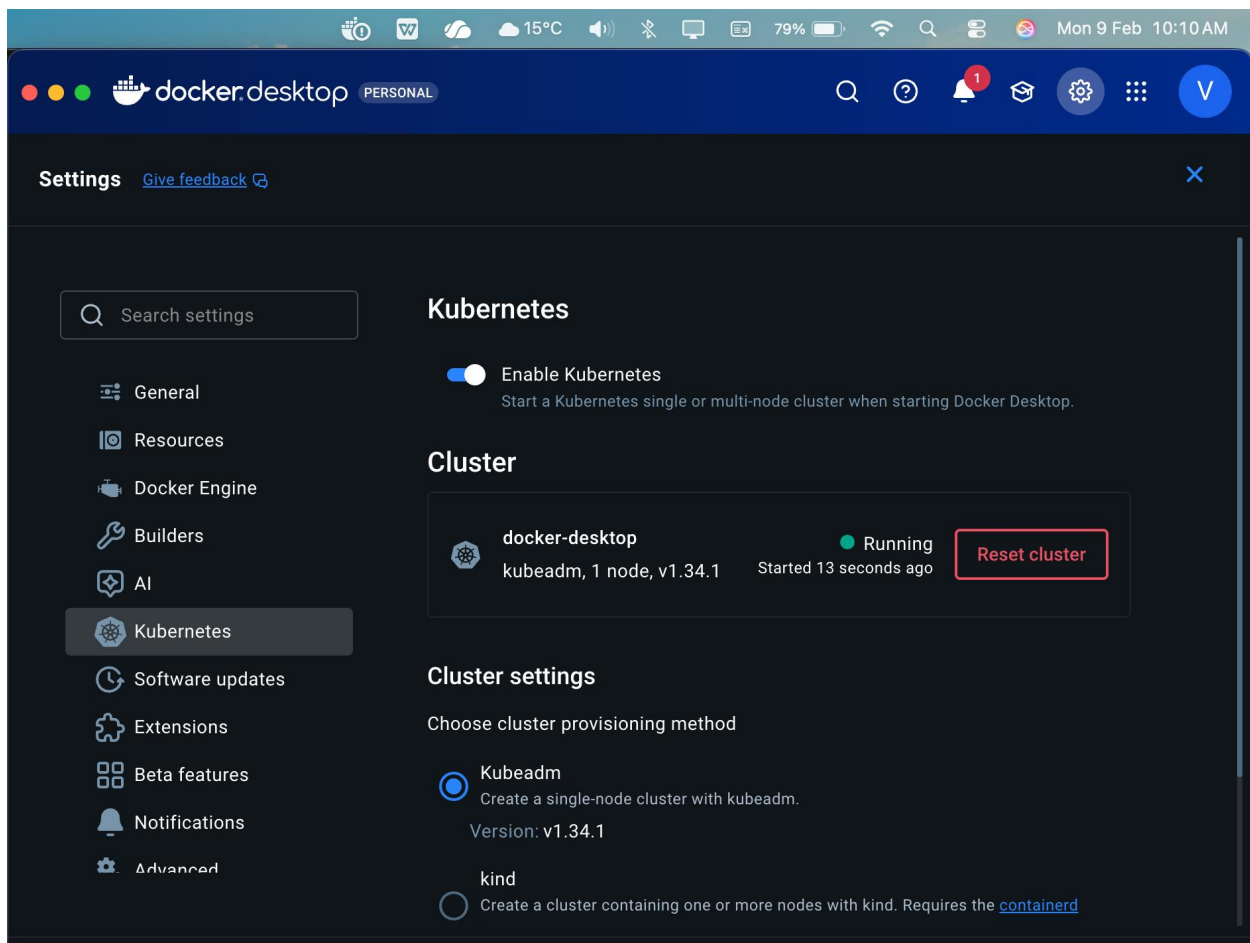 15°C 79% Mon 9 Feb 10:10 AM
docker.desktop PERSONAL 1 V
Settings Give feedback
Search settings
General
Resources
Docker Engine
Builders
AI
Kubernetes
Software updates
Extensions
Beta features
Notifications
Advanced
Kubernetes
Enable Kubernetes
Start a Kubernetes single or multi-node cluster when starting Docker Desktop.
Cluster
docker-desktop
kubeadm, 1 node, v1.34.1
Running
Started 13 seconds ago
Reset cluster
Cluster settings
Choose cluster provisioning method
Kubeadm
Create a single-node cluster with kubeadm.
Version: v1.34.1
kind
Create a cluster containing one or more nodes with kind. Requires the containerd